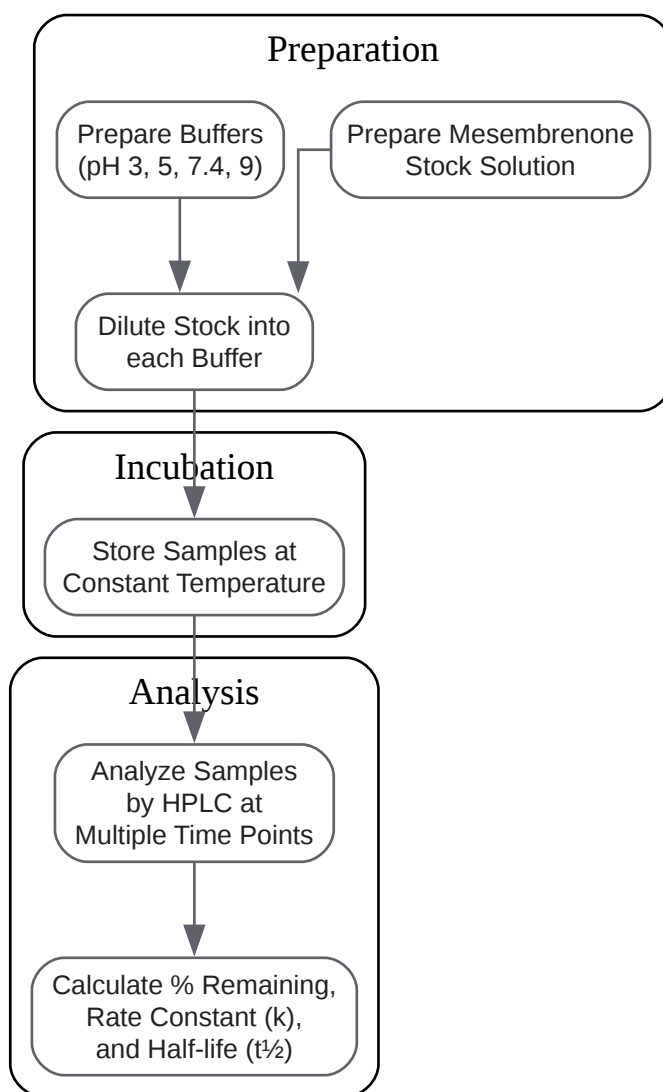 Preparation
Prepare Buffers
(pH 3, 5, 7.4, 9)
Prepare Mesembrenone
Stock Solution
Dilute Stock into
each Buffer
Incubation
Store Samples at
Constant Temperature
Analysis
Analyze Samples
by HPLC at
Multiple Time Points
Calculate % Remaining,
Rate Constant (k),
and Half-life (t½)